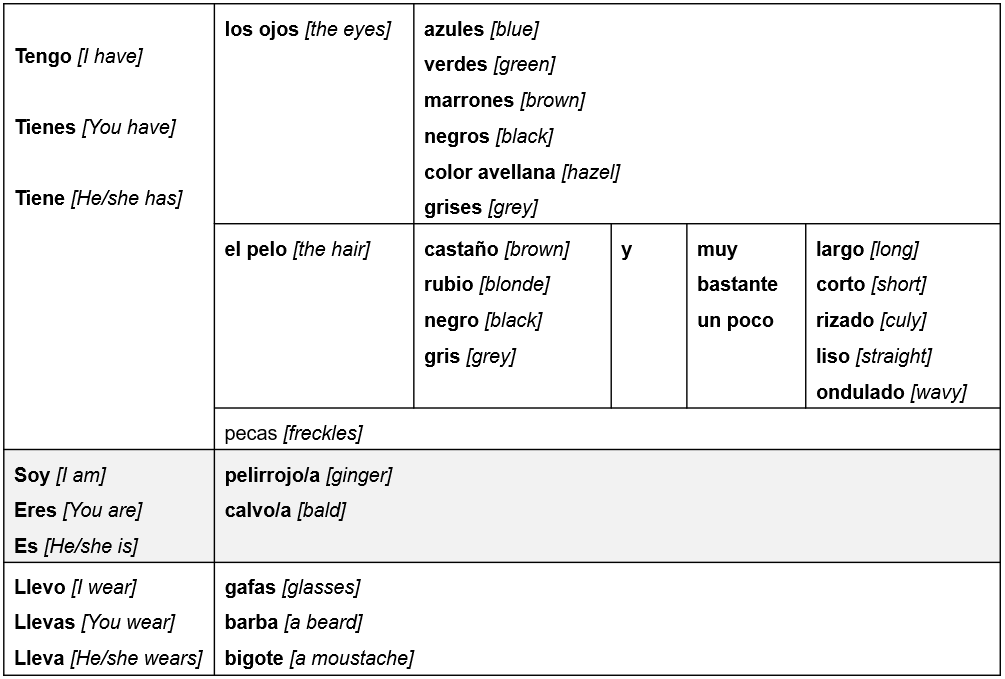 Tengo [I have]
Tienes [You have]
Tiene [He/she has]
los ojos [the eyes]
azules [blue]
verdes [green]
marrones [brown]
negros [black]
color avellana [hazel]
grises [grey]
el pelo [the hair]
castaño [brown]
rubio [blonde]
negro [black]
gris [grey]
y
muy
bastante
un poco
largo [long]
corto [short]
rizado [culy]
liso [straight]
ondulado [wavy]
pecas [freckles]
Soy [I am]
Eres [You are]
Es [He/she is]
pelirrojo/a [ginger]
calvo/a [bald]
Llevo [I wear]
Llevas [You wear]
Lleva [He/she wears]
gafas [glasses]
barba [a beard]
bigote [a moustache]